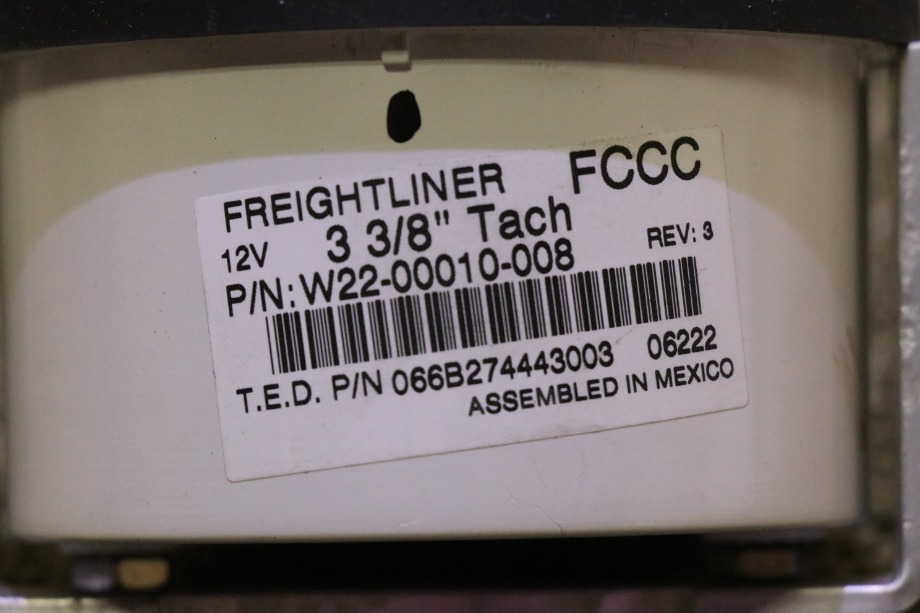 FREIGHTLINER FCCC
12V 3 3/8" Tach REV: 3
P/N: W22-00010-008
T.E.D. P/N 066B274443003 06222
ASSEMBLED IN MEXICO